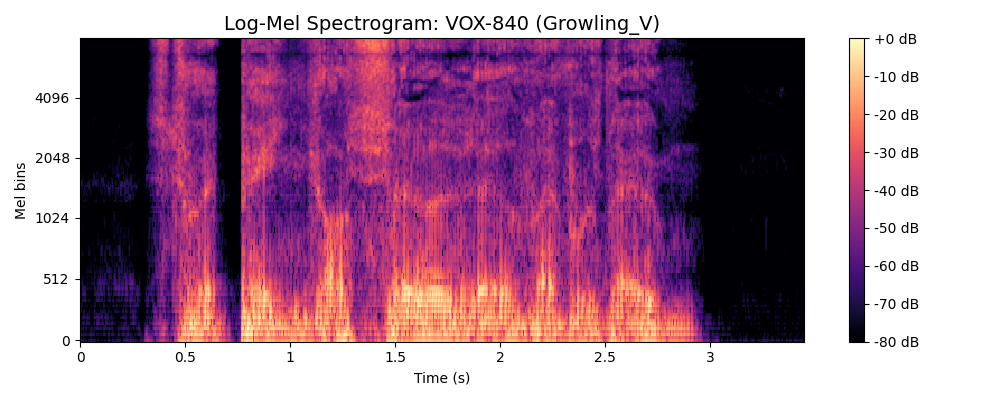 Log-Mel Spectrogram: VOX-840 (Growling_V)
+0 dB
-10 dB
-20 dB
-30 dB
-40 dB
-50 dB
-60 dB
-70 dB
-80 dB
Mel bins
4096
2048
1024
512
0
0 0.5 1 1.5 2 2.5 3
Time (s)